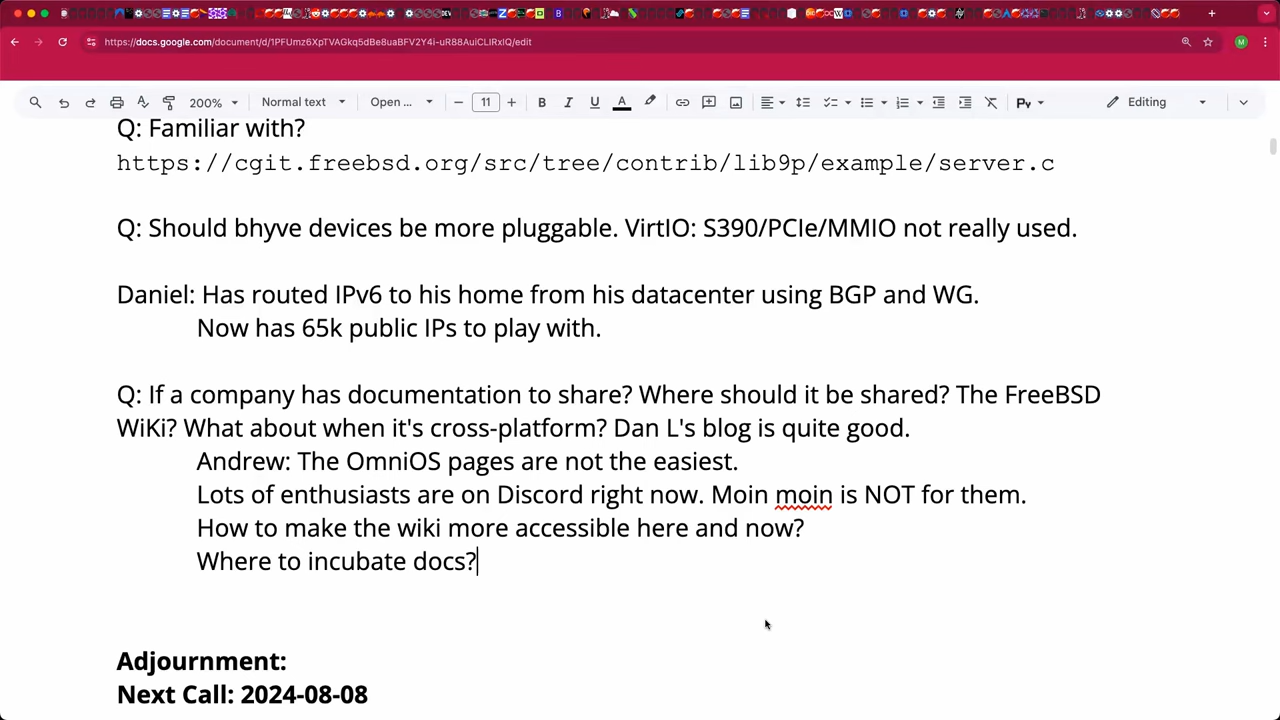 https://docs.google.com/document/d/1PFUmz6XpTVAGkq5dBe8uaBFV2Y4i-uR88AuiCLIRxIQ/edit
M
200%
Normal text
Open ...
11
B
I
U
A
Editing
Q: Familiar with?
https://cgit.freebsd.org/src/tree/contrib/lib9p/example/server.c
Q: Should bhyve devices be more pluggable. VirtIO: S390/PCIe/MMIO not really used.
Daniel: Has routed IPv6 to his home from his datacenter using BGP and WG.
Now has 65k public IPs to play with.
Q: If a company has documentation to share? Where should it be shared? The FreeBSD
WiKi? What about when it's cross-platform? Dan L's blog is quite good.
Andrew: The OmniOS pages are not the easiest.
Lots of enthusiasts are on Discord right now. Moin moin is NOT for them.
How to make the wiki more accessible here and now?
Where to incubate docs?
Adjournment:
Next Call: 2024-08-08